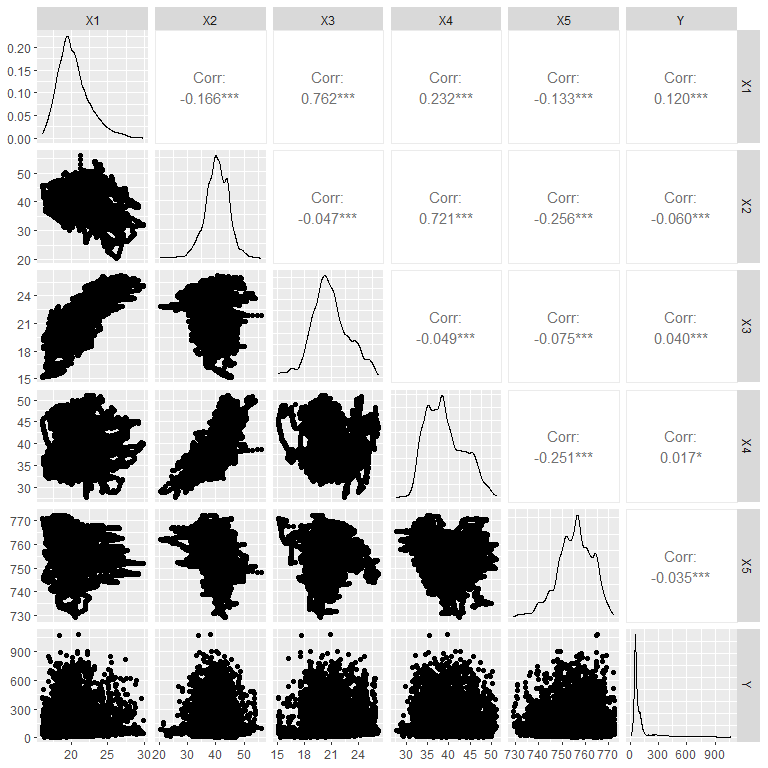 X1 X2 X3 X4 X5 Y
0.20
0.15
0.10
0.05
0.00
Corr:
-0.166***
Corr:
0.762***
Corr:
0.232***
Corr:
-0.133***
Corr:
0.120***
X1
50
40
30
20
Corr:
-0.047***
Corr:
0.721***
Corr:
-0.256***
Corr:
-0.060***
X2
24
21
18
15
Corr:
-0.049***
Corr:
-0.075***
Corr:
0.040***
X3
50
45
40
35
30
Corr:
-0.251***
Corr:
0.017*
X4
770
760
750
740
730
Corr:
-0.035***
X5
900
600
300
0
Y
20 25 30 20 30 40 50 15 18 21 24 30 35 40 45 50 730 740 750 760 770 0 300 600 900